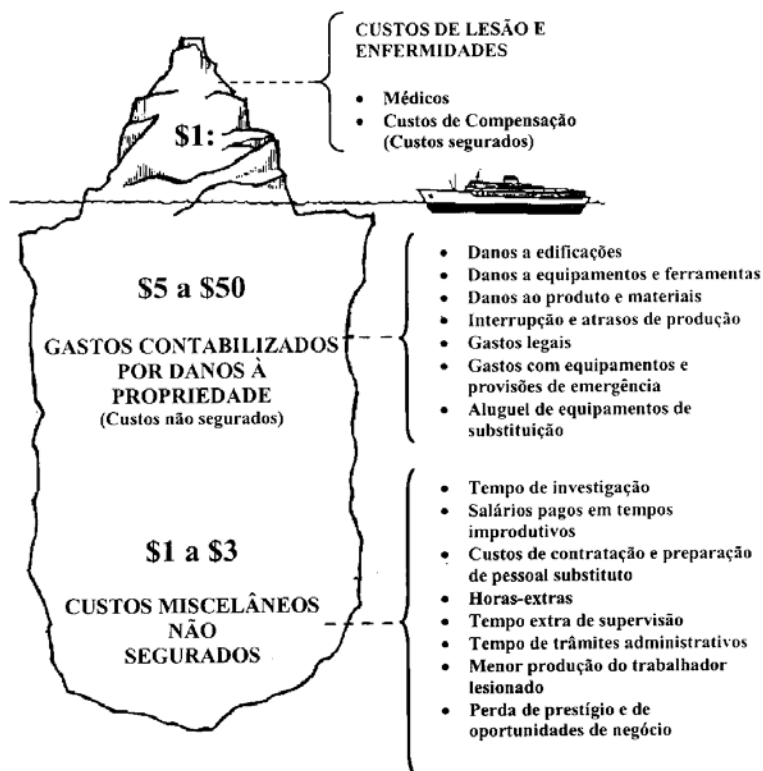 CUSTOS DE LESÃO E
ENFERMIDADES
• Médicos
• Custos de Compensação
(Custos segurados)
$1:
$5 a $50
GASTOS CONTABILIZADOS
POR DANOS À
PROPRIEDADE
(Custos não segurados)
• Danos a edificações
• Danos a equipamentos e ferramentas
• Danos ao produto e materiais
• Interrupção e atrasos de produção
• Gastos legais
• Gastos com equipamentos e
provisões de emergência
• Aluguel de equipamentos de
substituição
$1 a $3
CUSTOS MISCELÂNEOS
NÃO
SEGURADOS
• Tempo de investigação
• Salários pagos em tempos
improdutivos
• Custos de contratação e preparação
de pessoal substituto
• Horas-extras
• Tempo extra de supervisão
• Tempo de trâmites administrativos
• Menor produção do trabalhador
lesionado
• Perda de prestígio e de
oportunidades de negócio